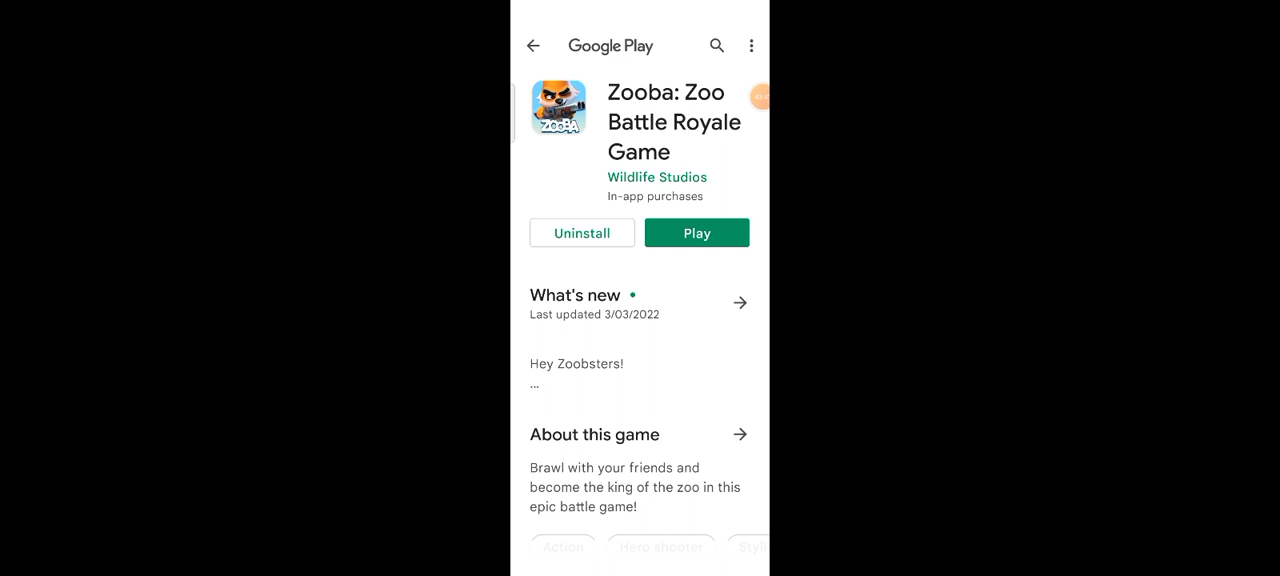 Google Play
Zooba: Zoo
Battle Royale
Game
ZOOBA
Wildlife Studios
In-app purchases
Uninstall
Play
What's new
Last updated 3/03/2022
Hey Zoobsters!
...
About this game
Brawl with your friends and
become the king of the zoo in this
epic battle game!
Action
Hero shooter
Styli